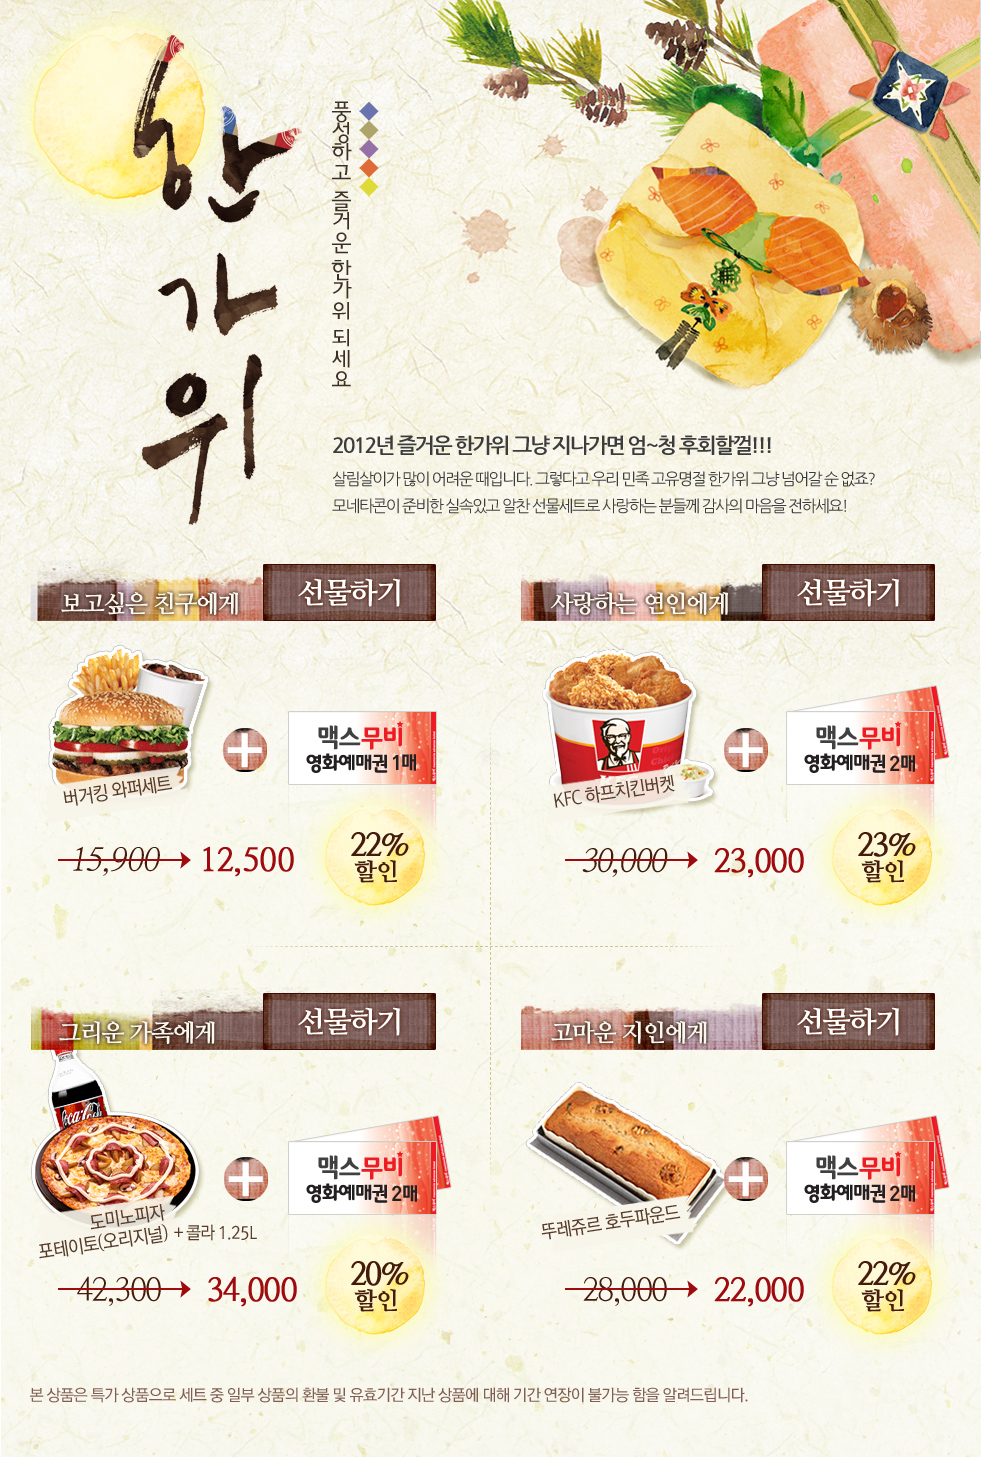 한가위
풍성하고 즐거운 한가위 되세요
2012년 즐거운 한가위 그냥 지나가면 엄~청 후회할껄!!!
살림살이가 많이 어려운 때입니다. 그렇다고 우리 민족 고유명절 한가위 그냥 넘어갈 순 없죠?
모네타콘이 준비한 실속있고 알찬 선물세트로 사랑하는 분들께 감사의 마음을 전하세요!
보고싶은 친구에게 선물하기
맥스무비
영화예매권 1매
버거킹 와퍼세트
15,900 12,500
22%
할인
사랑하는 연인에게 선물하기
맥스무비
영화예매권 2매
KFC 하프치킨버켓
30,000 23,000
23%
할인
그리운 가족에게 선물하기
Coca-Cola
맥스무비
영화예매권 2매
도미노피자
포테이토(오리지널) + 콜라 1.25L
42,300 34,000
20%
할인
고마운 지인에게 선물하기
맥스무비
영화예매권 2매
뚜레쥬르 호두파운드
28,000 22,000
22%
할인
본 상품은 특가 상품으로 세트 중 일부 상품의 환불 및 유효기간 지난 상품에 대해 기간 연장이 불가능 함을 알려드립니다.